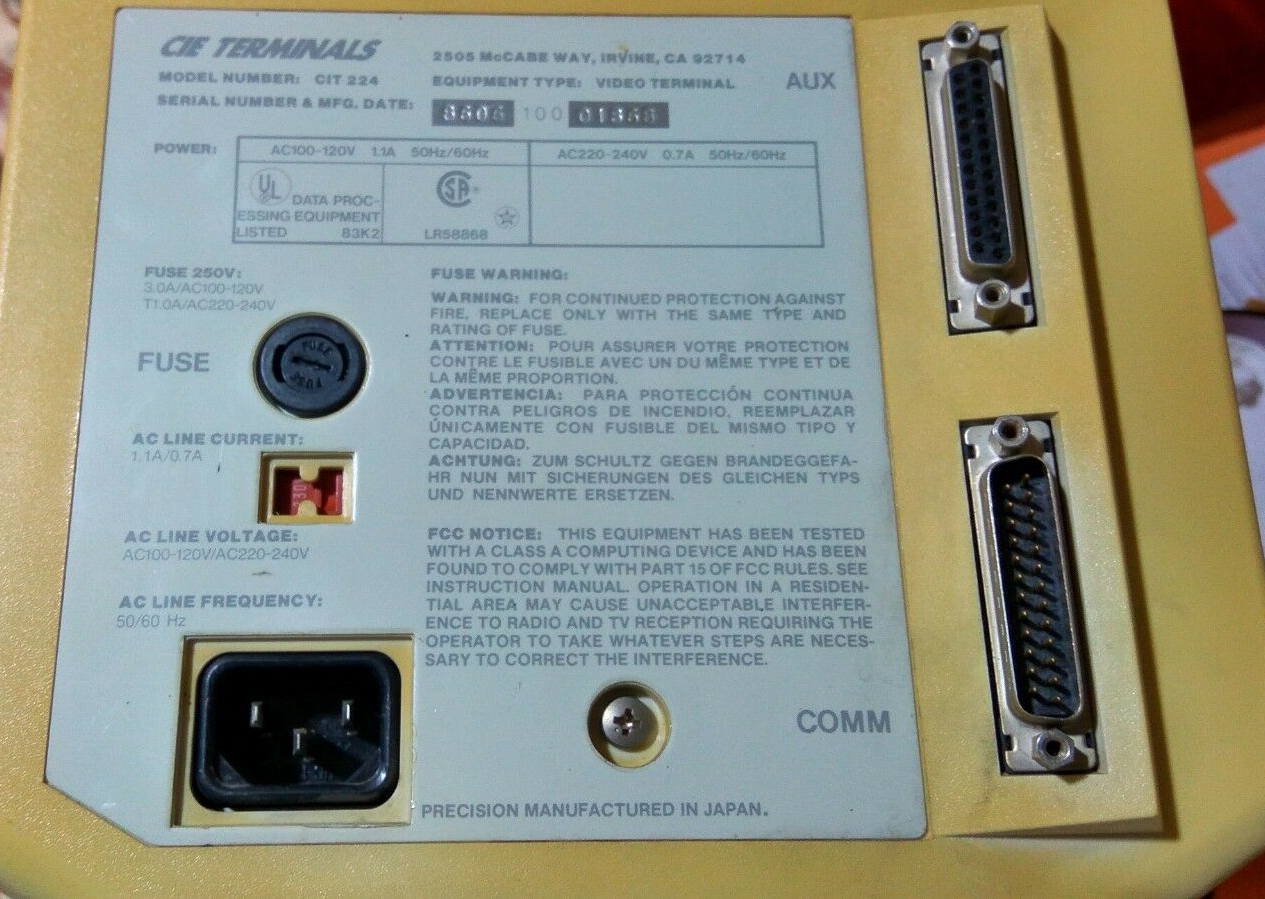 CIE TERMINALS
2505 McCABE WAY, IRVINE, CA 92714
MODEL NUMBER: CIT 224
EQUIPMENT TYPE: VIDEO TERMINAL
AUX
SERIAL NUMBER & MFG. DATE:
8606 100
POWER:
AC100-120V 1.1A 50Hz/60Hz
AC220-240V 0.7A 50Hz/60Hz
UL DATA PROC-
ESSING EQUIPMENT
LISTED 83K2
SA
LR58868
FUSE 250V:
3.0A/AC100-120V
T1.0A/AC220-240V
FUSE
FUSE
AC LINE CURRENT:
1.1A/0.7A
AC LINE VOLTAGE:
AC100-120V/AC220-240V
AC LINE FREQUENCY:
50/60 Hz
FUSE WARNING:
WARNING: FOR CONTINUED PROTECTION AGAINST
FIRE, REPLACE ONLY WITH THE SAME TYPE AND
RATING OF FUSE.
ATTENTION: POUR ASSURER VOTRE PROTECTION
CONTRE LE FUSIBLE AVEC UN DU MÊME TYPE ET DE
LA MÊME PROPORTION.
ADVERTENCIA: PARA PROTECCIÓN CONTINUA
CONTRA PELIGROS DE INCENDIO, REEMPLAZAR
ÚNICAMENTE CON FUSIBLE DEL MISMO TIPO Y
CAPACIDAD.
ACHTUNG: ZUM SCHULTZ GEGEN BRANDEGGEFA-
HR NUN MIT SICHERUNGEN DES GLEICHEN TYPS
UND NENNWERTE ERSETZEN.
FCC NOTICE: THIS EQUIPMENT HAS BEEN TESTED
WITH A CLASS A COMPUTING DEVICE AND HAS BEEN
FOUND TO COMPLY WITH PART 15 OF FCC RULES. SEE
INSTRUCTION MANUAL. OPERATION IN A RESIDEN-
TIAL AREA MAY CAUSE UNACCEPTABLE INTERFER-
ENCE TO RADIO AND TV RECEPTION REQUIRING THE
OPERATOR TO TAKE WHATEVER STEPS ARE NECES-
SARY TO CORRECT THE INTERFERENCE.
COMM
PRECISION MANUFACTURED IN JAPAN.